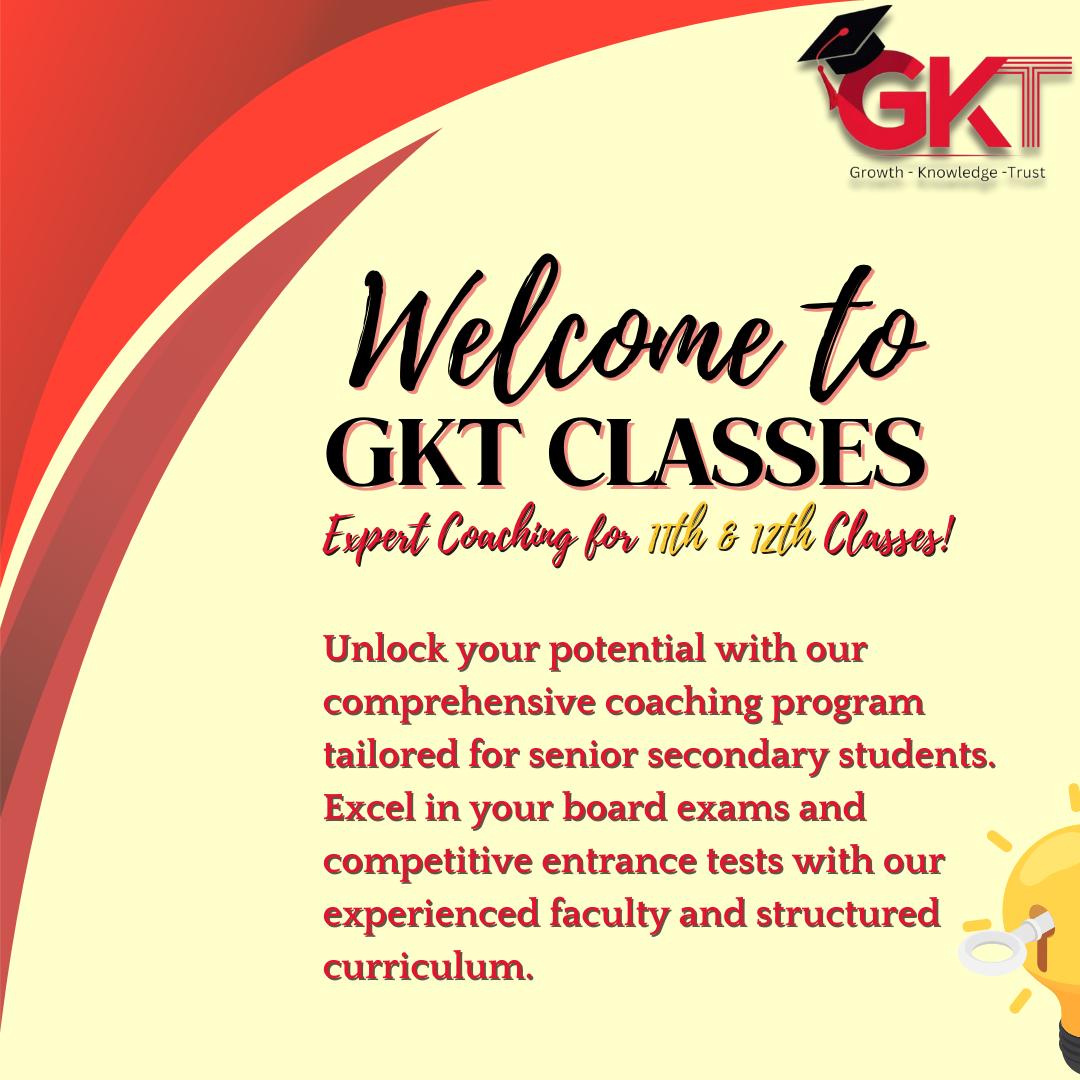 GKT
Growth - Knowledge -Trust
Welcome to
GKT CLASSES
Expert Coaching for 11th & 12th Classes!
Unlock your potential with our
comprehensive coaching program
tailored for senior secondary students.
Excel in your board exams and
competitive entrance tests with our
experienced faculty and structured
curriculum.